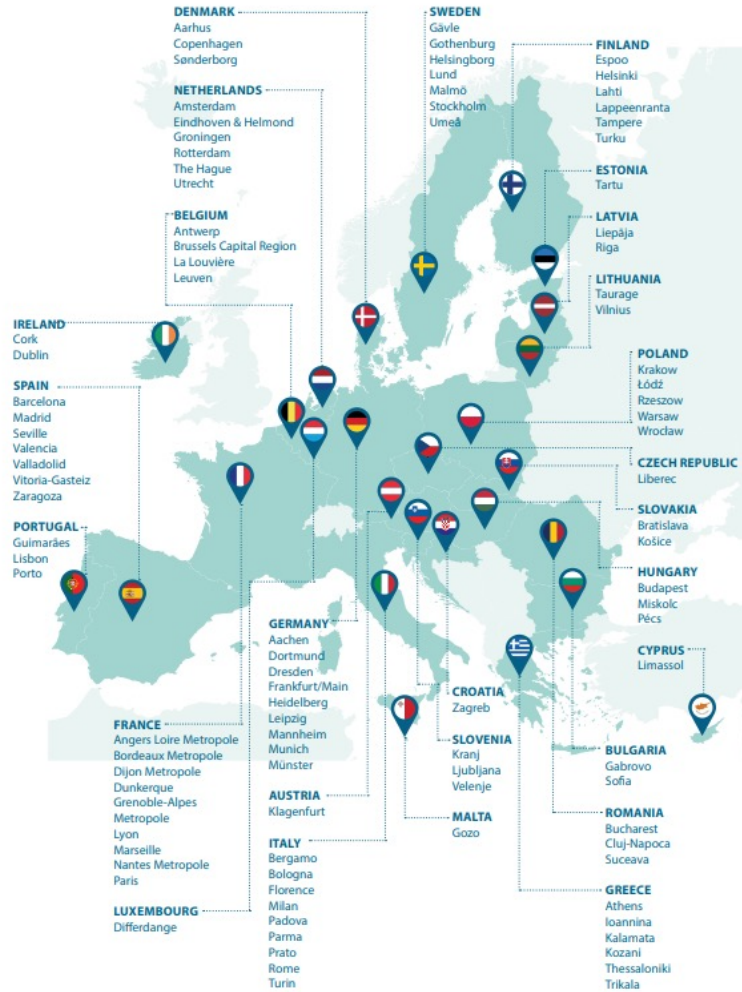 DENMARK
Aarhus
Copenhagen
Sønderborg
SWEDEN
Gävle
Gothenburg
Helsingborg
Lund
Malmö
Stockholm
Umeå
FINLAND
Espoo
Helsinki
Lahti
Lappeenranta
Tampere
Turku
NETHERLANDS
Amsterdam
Eindhoven & Helmond
Groningen
Rotterdam
The Hague
Utrecht
ESTONIA
Tartu
BELGIUM
Antwerp
Brussels Capital Region
La Louvière
Leuven
LATVIA
Liepāja
Riga
LITHUANIA
Taurage
Vilnius
IRELAND
Cork
Dublin
POLAND
Krakow
Łódź
Rzeszow
Warsaw
Wrocław
SPAIN
Barcelona
Madrid
Seville
Valencia
Valladolid
Vitoria-Gasteiz
Zaragoza
CZECH REPUBLIC
Liberec
SLOVAKIA
Bratislava
Košice
PORTUGAL
Guimarães
Lisbon
Porto
HUNGARY
Budapest
Miskolc
Pécs
GERMANY
Aachen
Dortmund
Dresden
Frankfurt/Main
Heidelberg
Leipzig
Mannheim
Munich
Münster
CYPRUS
Limassol
CROATIA
Zagreb
FRANCE
Angers Loire Metropole
Bordeaux Metropole
Dijon Metropole
Dunkerque
Grenoble-Alpes
Metropole
Lyon
Marseille
Nantes Metropole
Paris
SLOVENIA
Kranj
Ljubljana
Velenje
BULGARIA
Gabrovo
Sofia
AUSTRIA
Klagenfurt
MALTA
Gozo
ROMANIA
Bucharest
Cluj-Napoca
Suceava
ITALY
Bergamo
Bologna
Florence
Milan
Padova
Parma
Prato
Rome
Turin
GREECE
Athens
Ioannina
Kalamata
Kozani
Thessaloniki
Trikala
LUXEMBOURG
Differdange